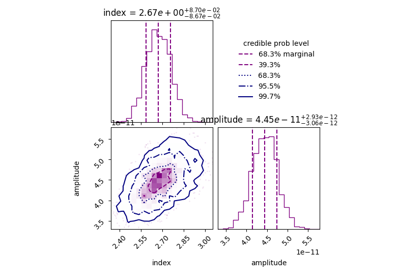 index = 2.67e+00+8.70e−02−8.67e−02
credible prob level
68.3% marginal
39.3%
68.3%
95.5%
99.7%
1e−11
amplitude = 4.45e−11+2.93e−12−3.06e−12
5.5
5.0
4.5
4.0
3.5
amplitude
2.40 2.55 2.70 2.85 3.00
3.5 4.0 4.5 5.0 5.5
1e−11
index
amplitude